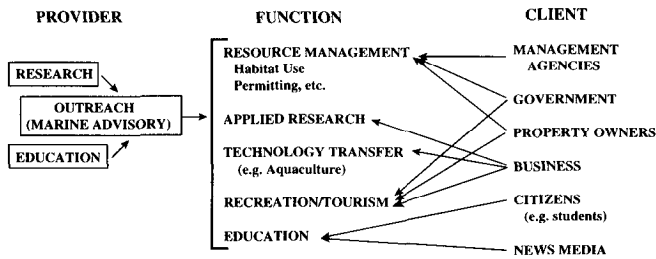 PROVIDER
FUNCTION
CLIENT
RESEARCH
OUTREACH
(MARINE ADVISORY)
EDUCATION
RESOURCE MANAGEMENT
Habitat Use
Permitting, etc.
APPLIED RESEARCH
TECHNOLOGY TRANSFER
(e.g. Aquaculture)
RECREATION/TOURISM
EDUCATION
MANAGEMENT
AGENCIES
GOVERNMENT
PROPERTY OWNERS
BUSINESS
CITIZENS
(e.g. students)
NEWS MEDIA